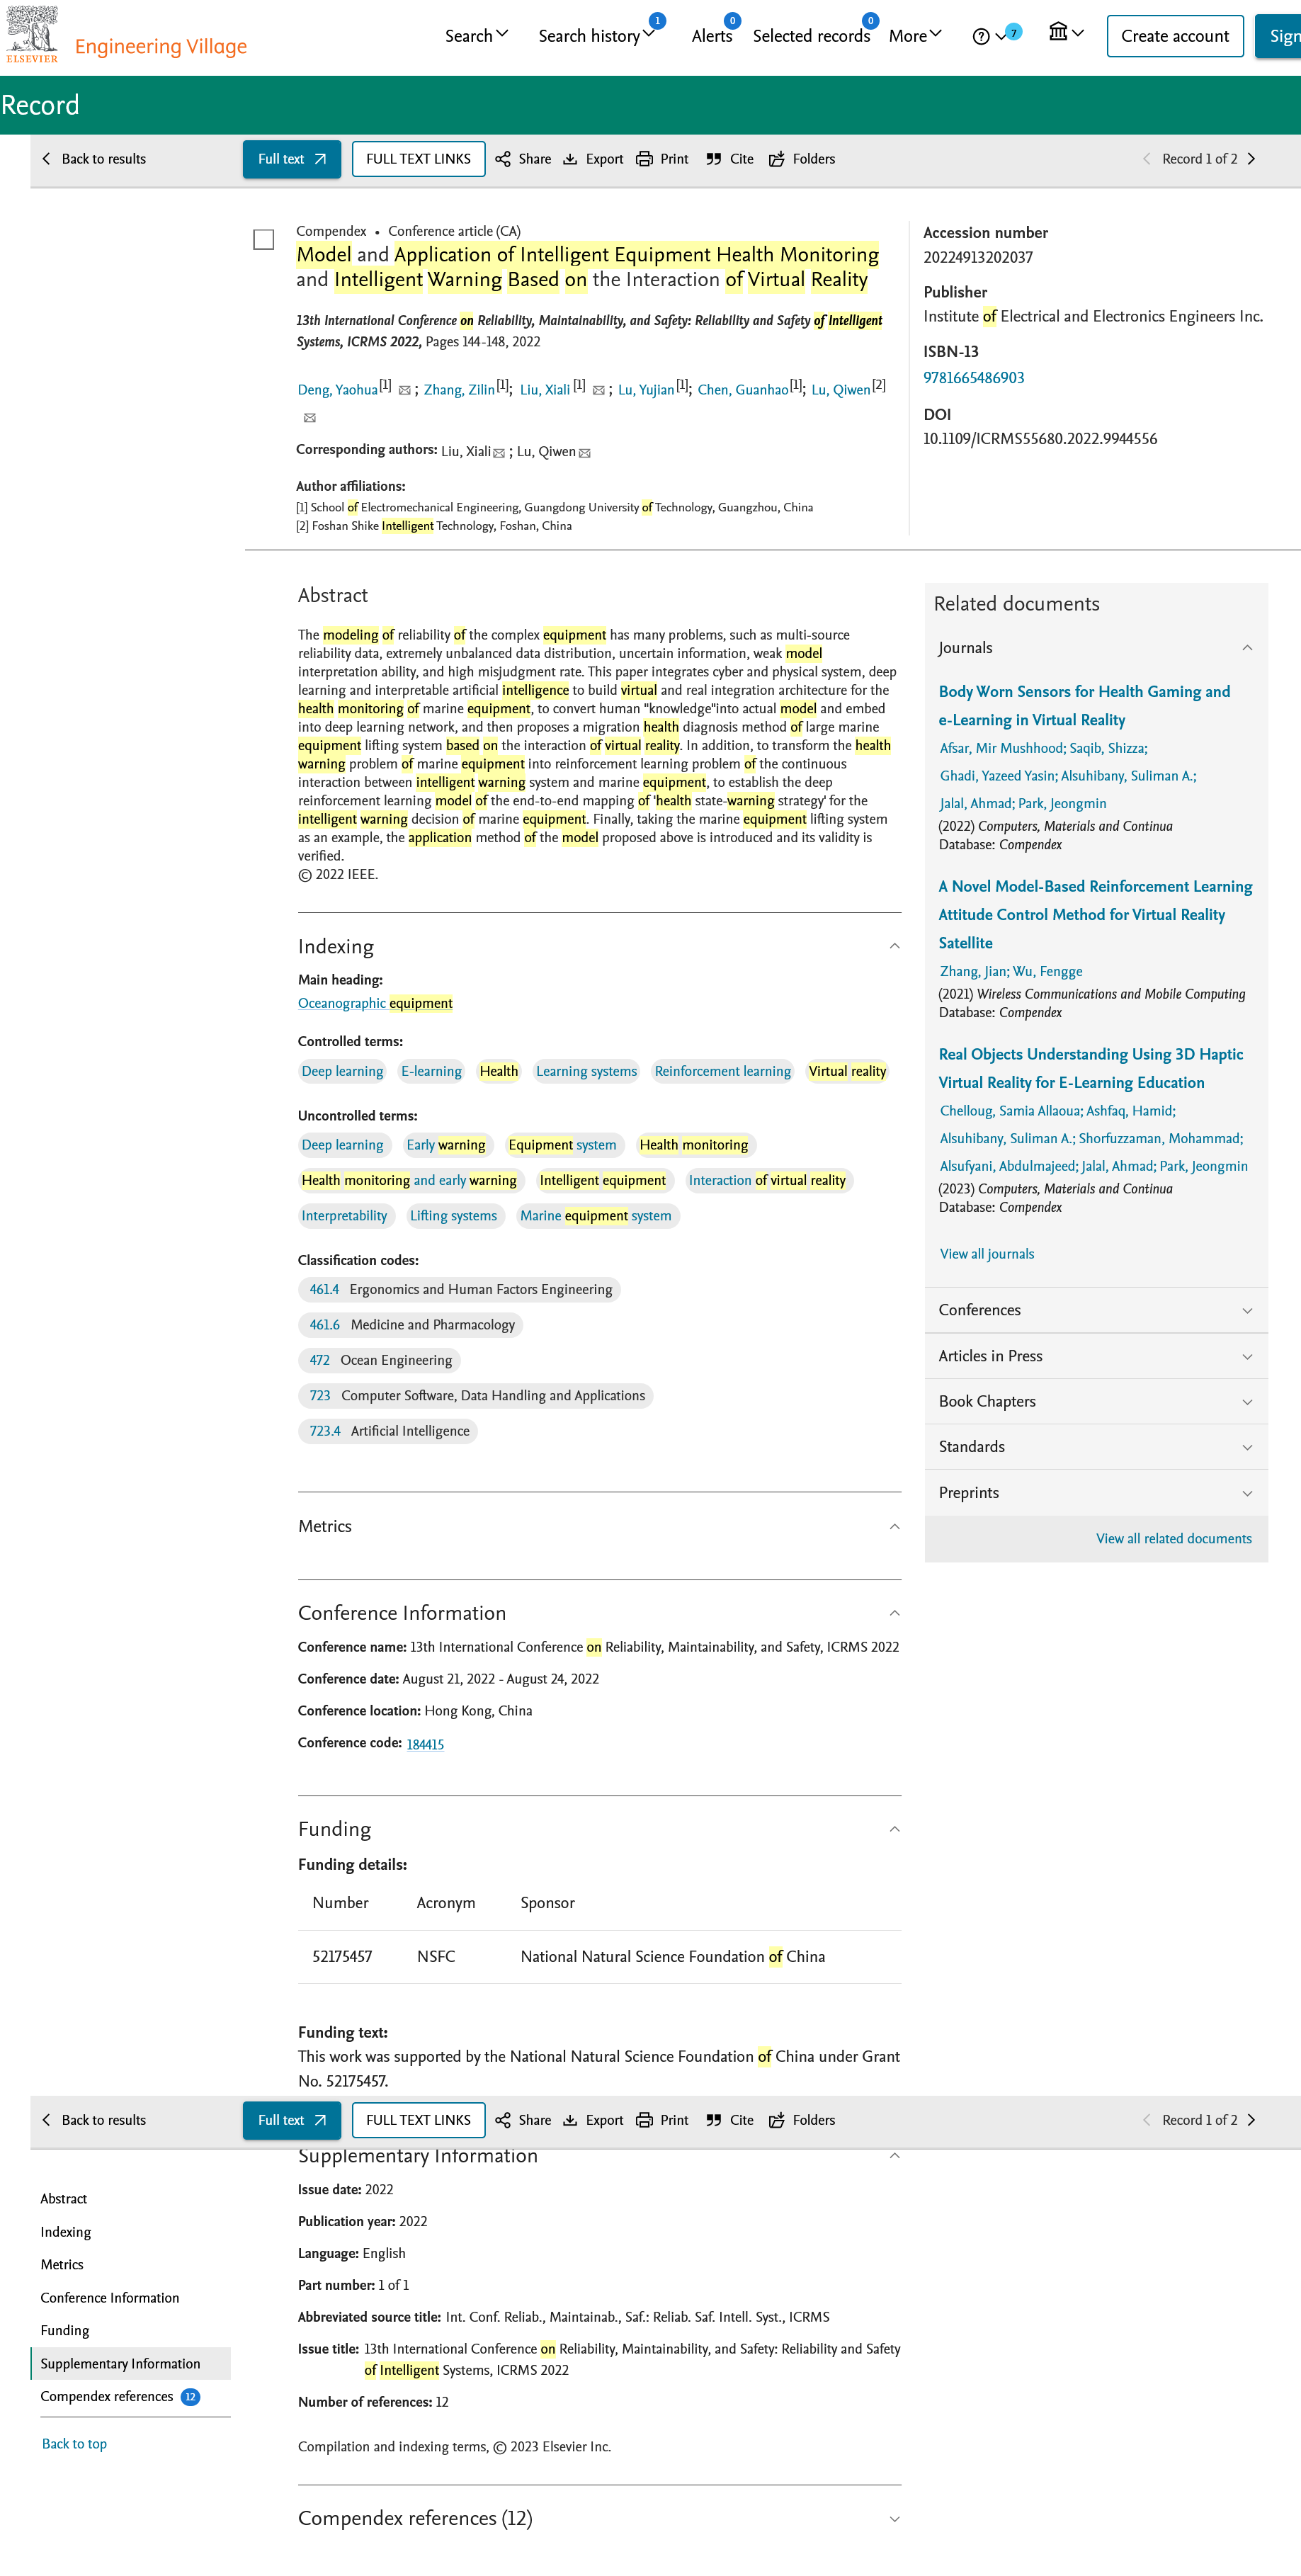 ELSEVIER
Engineering Village
Search
Search history
1
Alerts
0
Selected records
0
More
7
Create account
Sign
Record
Back to results
Full text
FULL TEXT LINKS
Share
Export
Print
Cite
Folders
Record 1 of 2
Compendex • Conference article (CA)
Model and Application of Intelligent Equipment Health Monitoring
and Intelligent Warning Based on the Interaction of Virtual Reality
13th International Conference on Reliability, Maintainability, and Safety: Reliability and Safety of Intelligent
Systems, ICRMS 2022, Pages 144-148, 2022
Deng, Yaohua[1] ; Zhang, Zilin[1]; Liu, Xiali [1] ; Lu, Yujian[1]; Chen, Guanhao[1]; Lu, Qiwen[2]
Corresponding authors: Liu, Xiali ; Lu, Qiwen
Author affiliations:
[1] School of Electromechanical Engineering, Guangdong University of Technology, Guangzhou, China
[2] Foshan Shike Intelligent Technology, Foshan, China
Accession number
20224913202037
Publisher
Institute of Electrical and Electronics Engineers Inc.
ISBN-13
9781665486903
DOI
10.1109/ICRMS55680.2022.9944556
Abstract
The modeling of reliability of the complex equipment has many problems, such as multi-source
reliability data, extremely unbalanced data distribution, uncertain information, weak model
interpretation ability, and high misjudgment rate. This paper integrates cyber and physical system, deep
learning and interpretable artificial intelligence to build virtual and real integration architecture for the
health monitoring of marine equipment, to convert human "knowledge"into actual model and embed
into deep learning network, and then proposes a migration health diagnosis method of large marine
equipment lifting system based on the interaction of virtual reality. In addition, to transform the health
warning problem of marine equipment into reinforcement learning problem of the continuous
interaction between intelligent warning system and marine equipment, to establish the deep
reinforcement learning model of the end-to-end mapping of 'health state-warning strategy' for the
intelligent warning decision of marine equipment. Finally, taking the marine equipment lifting system
as an example, the application method of the model proposed above is introduced and its validity is
verified.
© 2022 IEEE.
Indexing
Main heading:
Oceanographic equipment
Controlled terms:
Deep learning E-learning Health Learning systems Reinforcement learning Virtual reality
Uncontrolled terms:
Deep learning Early warning Equipment system Health monitoring
Health monitoring and early warning Intelligent equipment Interaction of virtual reality
Interpretability Lifting systems Marine equipment system
Classification codes:
461.4 Ergonomics and Human Factors Engineering
461.6 Medicine and Pharmacology
472 Ocean Engineering
723 Computer Software, Data Handling and Applications
723.4 Artificial Intelligence
Metrics
Conference Information
Conference name: 13th International Conference on Reliability, Maintainability, and Safety, ICRMS 2022
Conference date: August 21, 2022 - August 24, 2022
Conference location: Hong Kong, China
Conference code: 184415
Funding
Funding details:
Number Acronym Sponsor
52175457 NSFC National Natural Science Foundation of China
Funding text:
This work was supported by the National Natural Science Foundation of China under Grant
No. 52175457.
Related documents
Journals
Body Worn Sensors for Health Gaming and
e-Learning in Virtual Reality
Afsar, Mir Mushhood; Saqib, Shizza;
Ghadi, Yazeed Yasin; Alsuhibany, Suliman A.;
Jalal, Ahmad; Park, Jeongmin
(2022) Computers, Materials and Continua
Database: Compendex
A Novel Model-Based Reinforcement Learning
Attitude Control Method for Virtual Reality
Satellite
Zhang, Jian; Wu, Fengge
(2021) Wireless Communications and Mobile Computing
Database: Compendex
Real Objects Understanding Using 3D Haptic
Virtual Reality for E-Learning Education
Chelloug, Samia Allaoua; Ashfaq, Hamid;
Alsuhibany, Suliman A.; Shorfuzzaman, Mohammad;
Alsufyani, Abdulmajeed; Jalal, Ahmad; Park, Jeongmin
(2023) Computers, Materials and Continua
Database: Compendex
View all journals
Conferences
Articles in Press
Book Chapters
Standards
Preprints
View all related documents
Back to results
Full text
FULL TEXT LINKS
Share
Export
Print
Cite
Folders
Record 1 of 2
Abstract
Indexing
Metrics
Conference Information
Funding
Supplementary Information
Compendex references 12
Back to top
Supplementary Information
Issue date: 2022
Publication year: 2022
Language: English
Part number: 1 of 1
Abbreviated source title: Int. Conf. Reliab., Maintainab., Saf.: Reliab. Saf. Intell. Syst., ICRMS
Issue title: 13th International Conference on Reliability, Maintainability, and Safety: Reliability and Safety
of Intelligent Systems, ICRMS 2022
Number of references: 12
Compilation and indexing terms, © 2023 Elsevier Inc.
Compendex references (12)